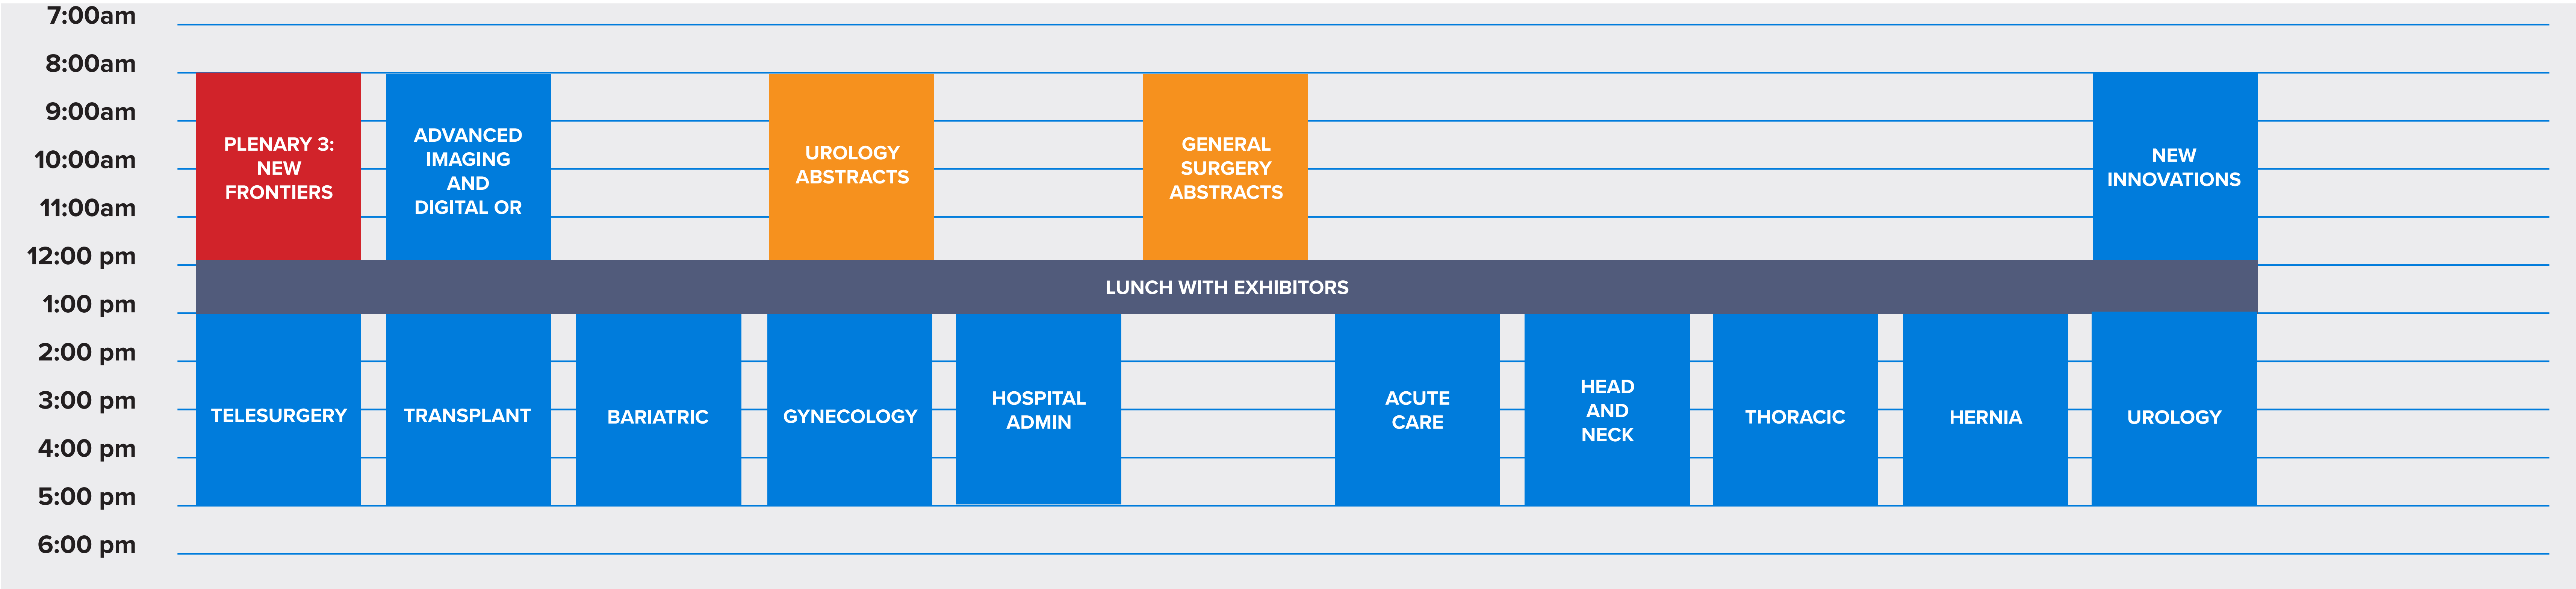 7:00am
8:00am
9:00am
10:00am
11:00am
12:00 pm
1:00 pm
2:00 pm
3:00 pm
4:00 pm
5:00 pm
6:00 pm
PLENARY 3:
NEW
FRONTIERS
ADVANCED
IMAGING
AND
DIGITAL OR
UROLOGY
ABSTRACTS
GENERAL
SURGERY
ABSTRACTS
NEW
INNOVATIONS
LUNCH WITH EXHIBITORS
TELESURGERY
TRANSPLANT
BARIATRIC
GYNECOLOGY
HOSPITAL
ADMIN
ACUTE
CARE
HEAD
AND
NECK
THORACIC
HERNIA
UROLOGY